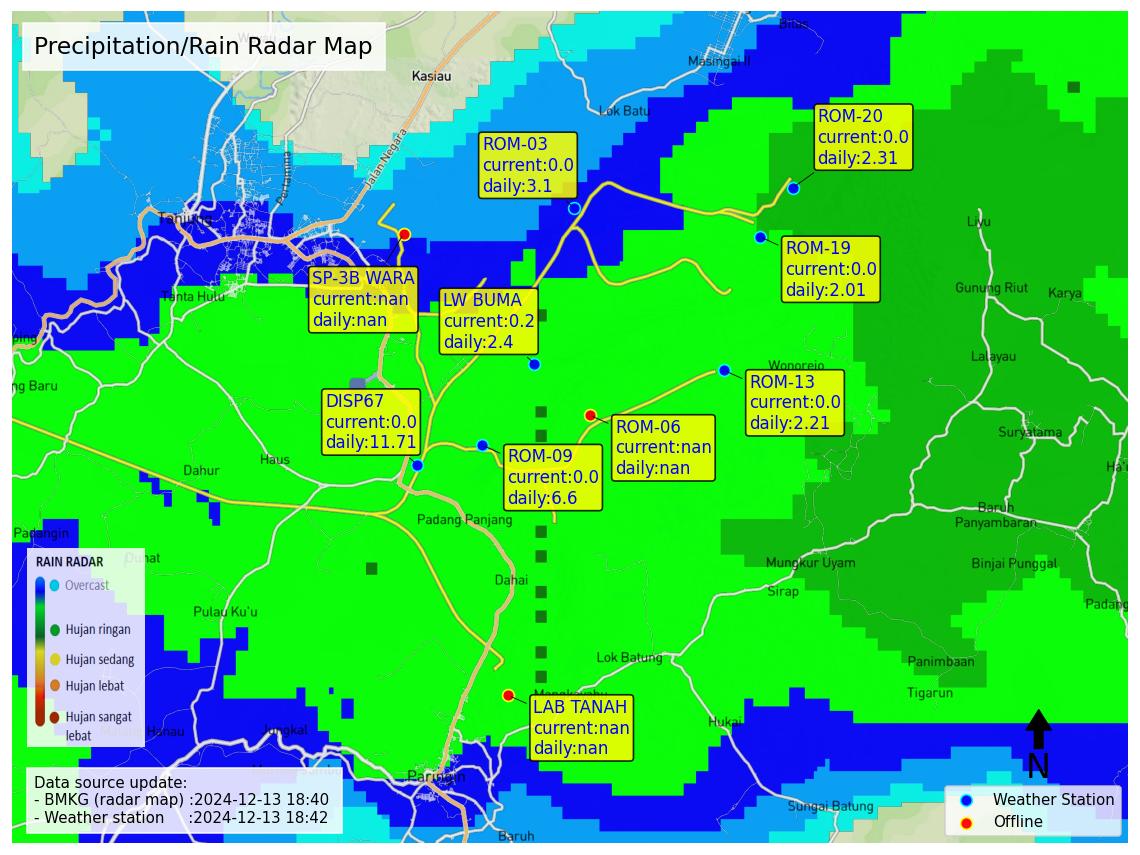 Precipitation/Rain Radar Map
Bilas
Masingai II
Kasiau
Lok Batu
Jalan Negara
Pertamina
Tanjung
Tanta Hulu
ROM-20
current:0.0
daily:2.31
ROM-03
current:0.0
daily:3.1
ROM-19
current:0.0
daily:2.01
SP-3B WARA
current:nan
daily:nan
LW BUMA
current:0.2
daily:2.4
Liyu
Gunung Riut
Karya
Lalayau
Wonorejo
ping
ng Baru
ROM-13
current:0.0
daily:2.21
DISP67
current:0.0
daily:11.71
ROM-06
current:nan
daily:nan
ROM-09
current:0.0
daily:6.6
Suryatama
Haus
Dahur
Baruh
Panyambaran
Padang Panjang
Padangin
Mungkur Uyam
Binjai Punggal
Dahai
Sirap
Padang
Pulau Ku'u
Lok Batung
Panimbaan
Tigarun
Mangkayahu
LAB TANAH
current:nan
daily:nan
Hukai
Jungkal
Hanau
Paringin
Sungai Batung
Baruh
RAIN RADAR
Overcast
Hujan ringan
Hujan sedang
Hujan lebat
Hujan sangat
lebat
Data source update:
- BMKG (radar map) :2024-12-13 18:40
- Weather station :2024-12-13 18:42
N
Weather Station
Offline